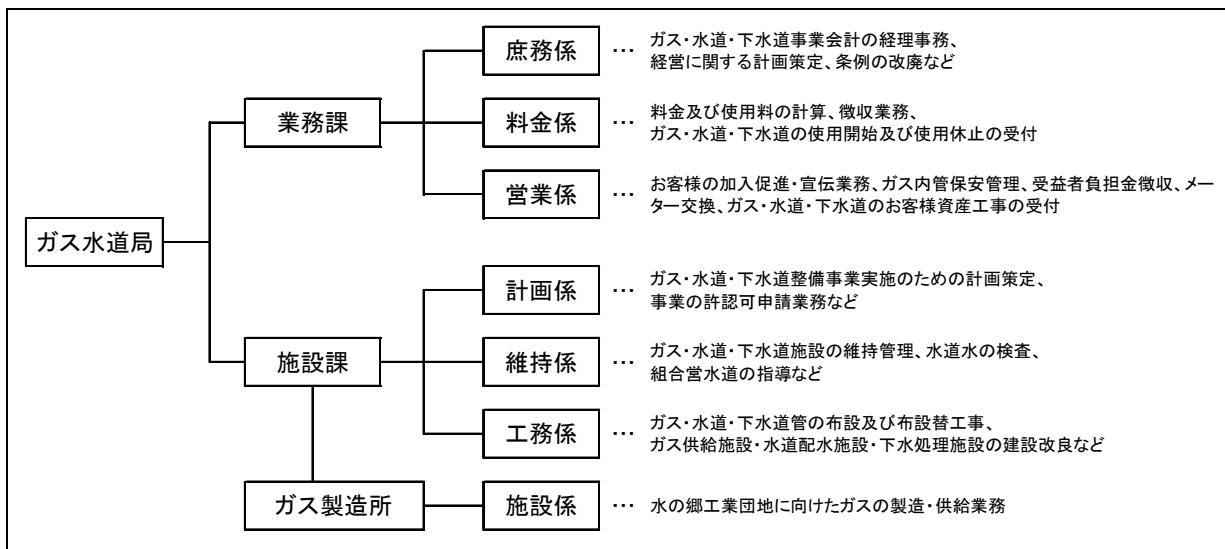 ガス水道局
業務課
庶務係
… ガス・水道・下水道事業会計の経理事務、
経営に関する計画策定、条例の改廃など
料金係
… 料金及び使用料の計算、徴収業務、
ガス・水道・下水道の使用開始及び使用休止の受付
営業係
… お客様の加入促進・宣伝業務、ガス内管保安管理、受益者負担金徴収、メー
ター交換、ガス・水道・下水道のお客様資産工事の受付
施設課
計画係
… ガス・水道・下水道整備事業実施のための計画策定、
事業の許認可申請業務など
維持係
… ガス・水道・下水道施設の維持管理、水道水の検査、
組合営水道の指導など
工務係
… ガス・水道・下水道管の布設及び布設替工事、
ガス供給施設・水道配水施設・下水処理施設の建設改良など
ガス製造所
施設係
… 水の郷工業団地に向けたガスの製造・供給業務